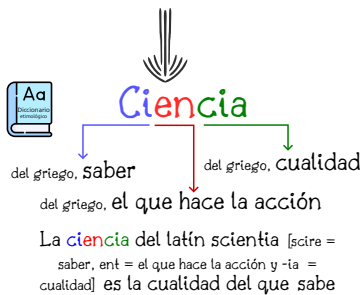 Aa
Diccionario
etimológico
Ciencia
del griego, saber
del griego, cualidad
del griego, el que hace la acción
La ciencia del latín scientia [scire =
saber, ent = el que hace la acción y -ia =
cualidad] es la cualidad del que sabe